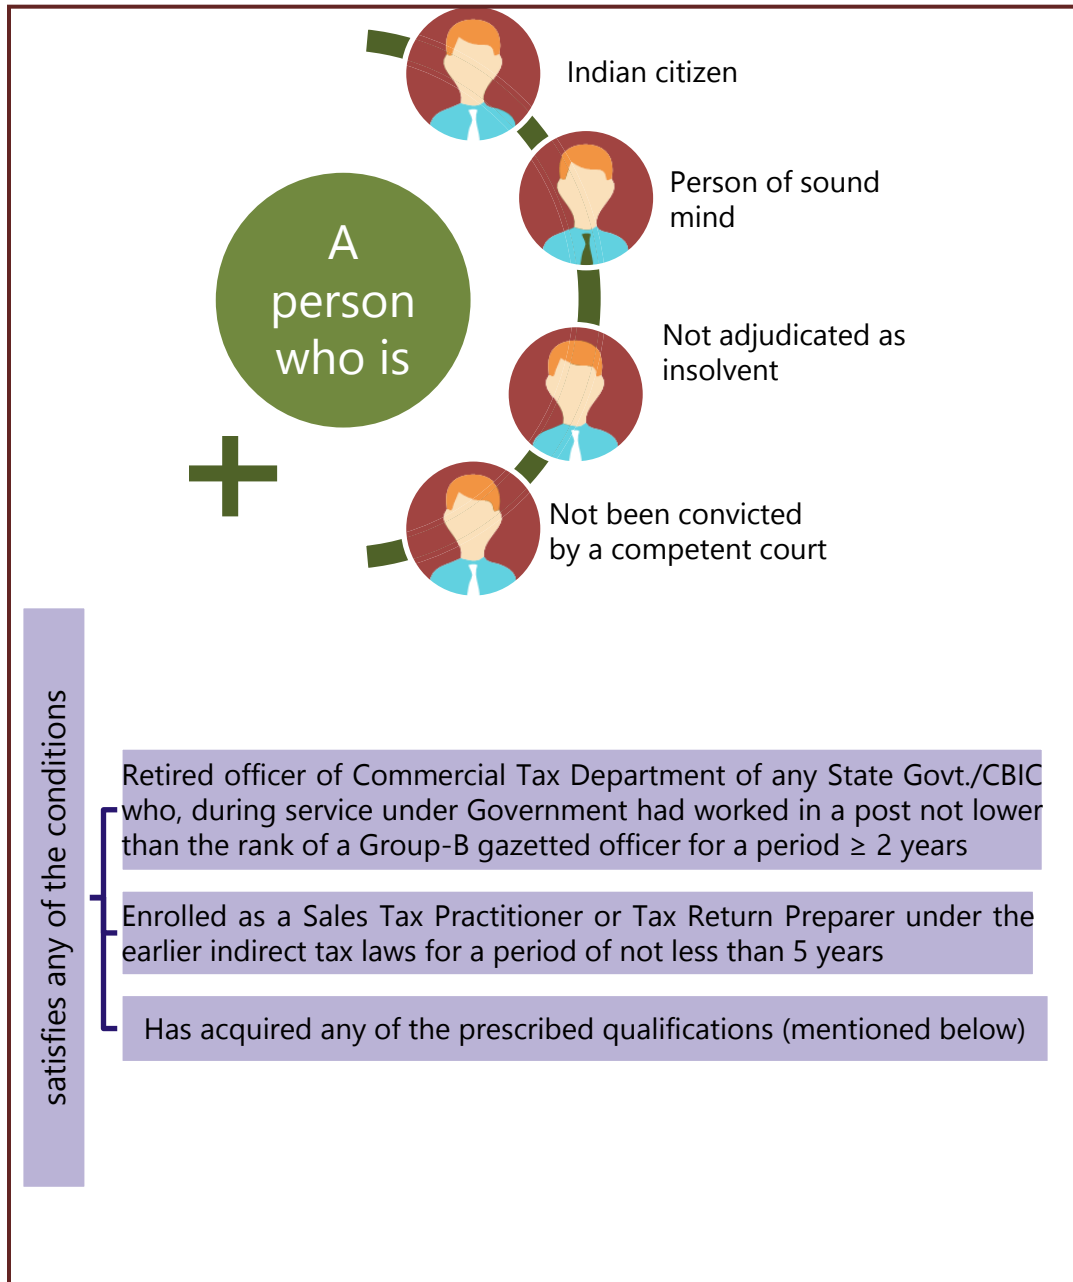 Indian citizen
Person of sound
mind
A
person
who is
Not adjudicated as
insolvent
Not been convicted
by a competent court
satisfies any of the conditions
Retired officer of Commercial Tax Department of any State Govt./CBIC
who, during service under Government had worked in a post not lower
than the rank of a Group-B gazetted officer for a period ≥ 2 years
Enrolled as a Sales Tax Practitioner or Tax Return Preparer under the
earlier indirect tax laws for a period of not less than 5 years
Has acquired any of the prescribed qualifications (mentioned below)